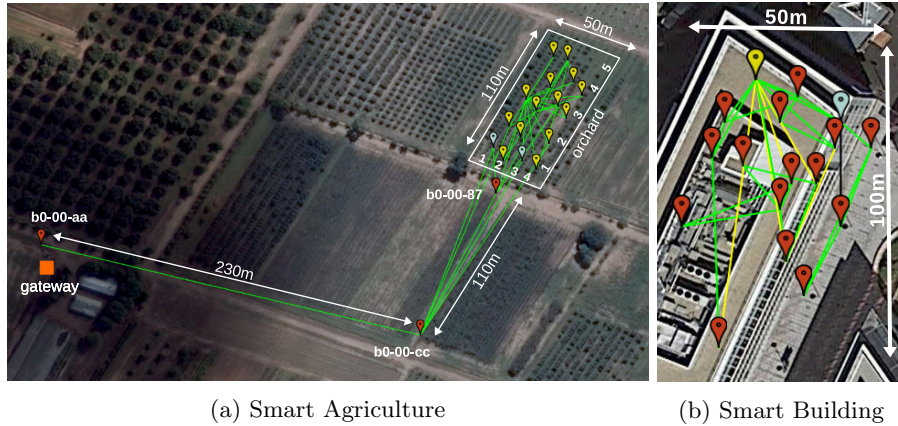 50m
110m
5
4
3
2
1
orchard
1
2
3
4
b0-00-87
b0-00-aa
230m
gateway
110m
b0-00-cc
50m
100m
(a) Smart Agriculture
(b) Smart Building